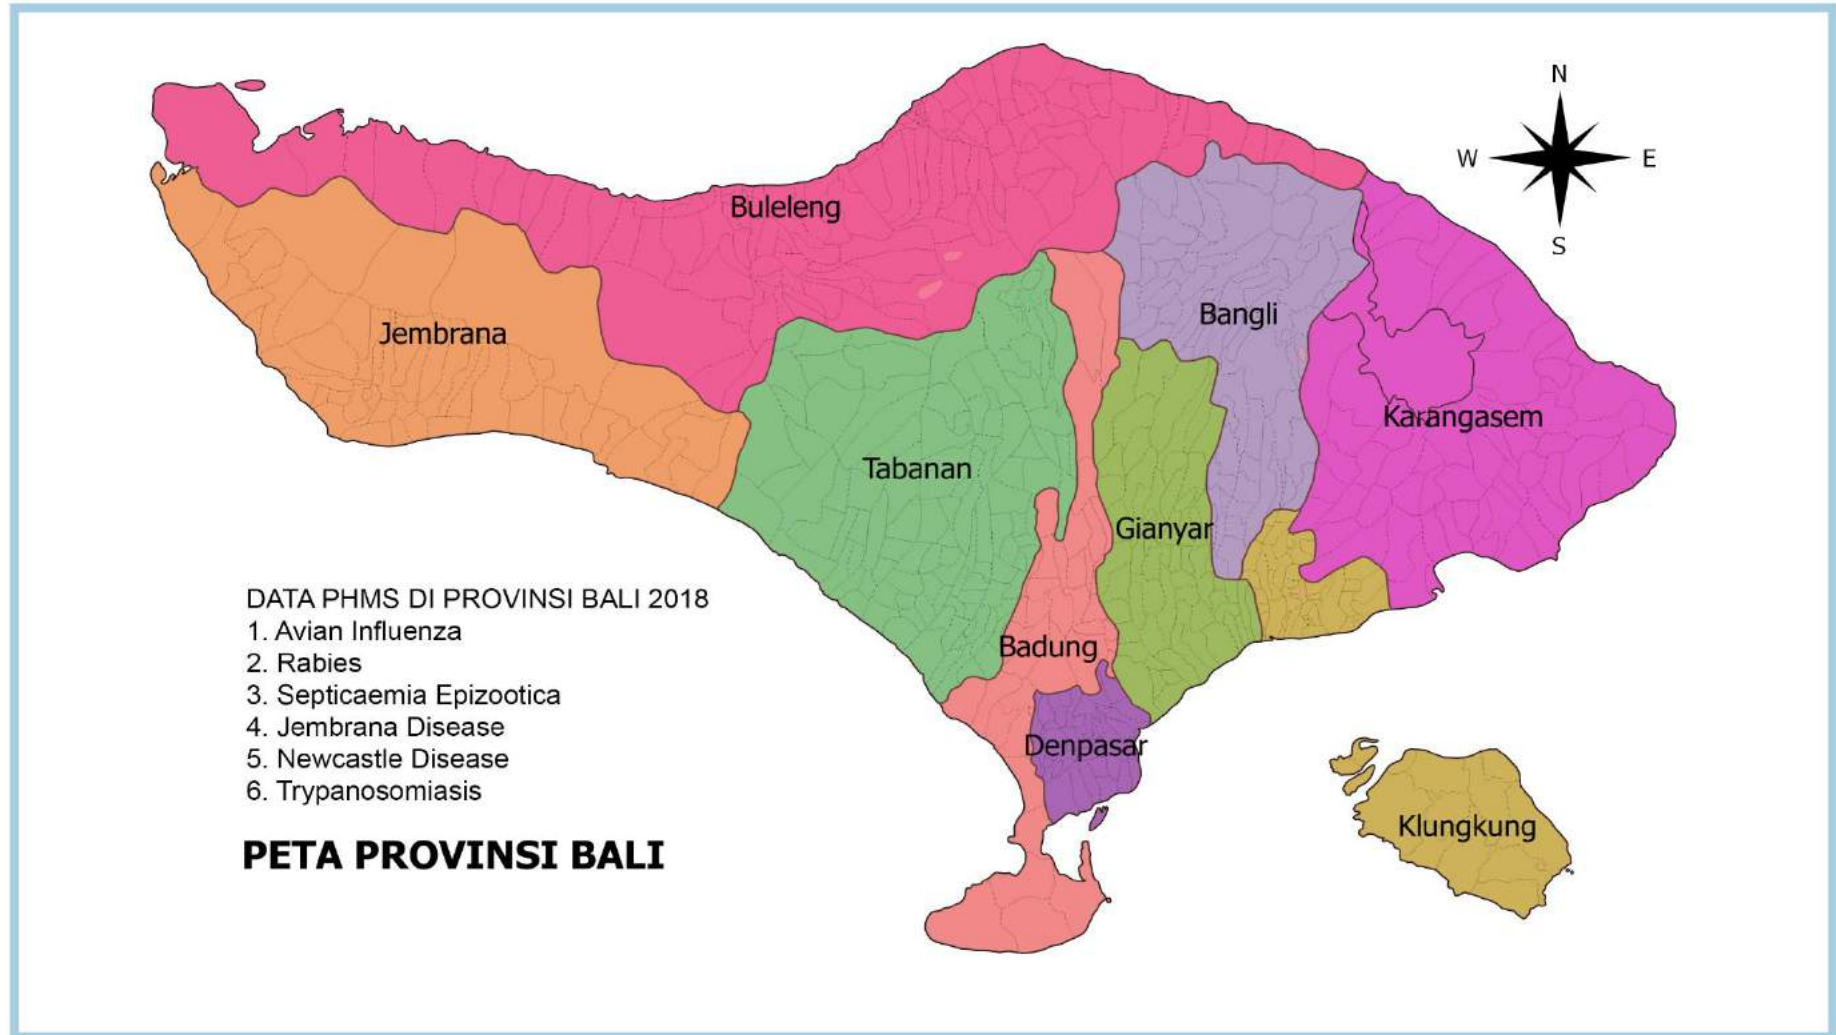 N
W E
S
Buleleng
Jembrana
Bangli
Karangasem
Tabanan
Gianyar
Badung
Denpasar
Klungkung
DATA PHMS DI PROVINSI BALI 2018
1. Avian Influenza
2. Rabies
3. Septicaemia Epizootica
4. Jembrana Disease
5. Newcastle Disease
6. Trypanosomiasis
PETA PROVINSI BALI